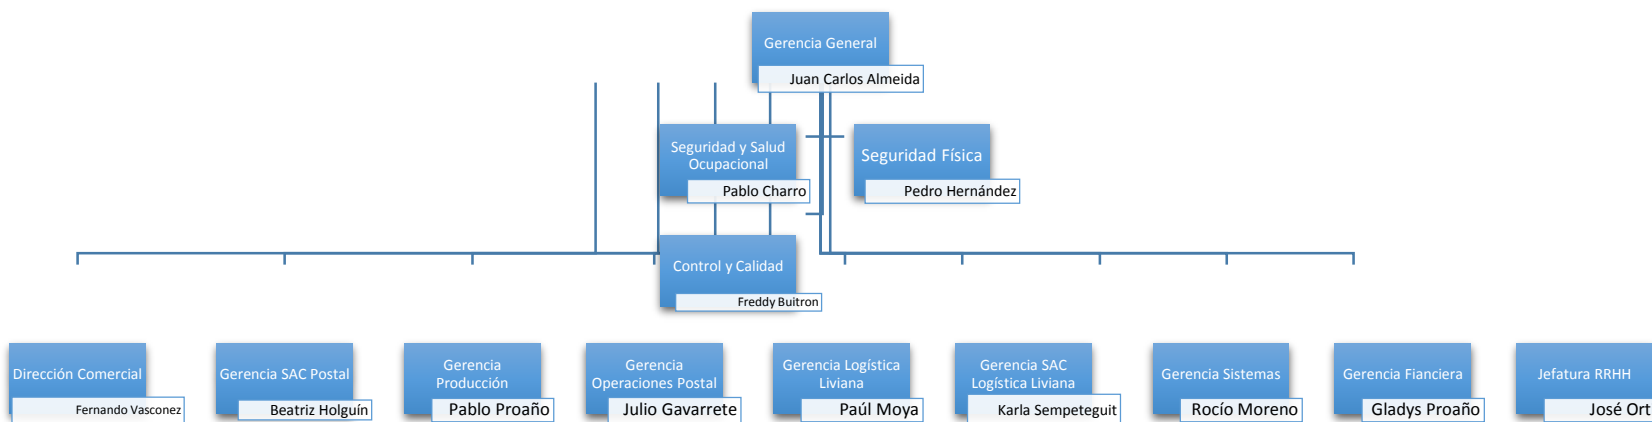 Gerencia General
Juan Carlos Almeida
Seguridad y Salud
Ocupacional
Pablo Charro
Seguridad Física
Pedro Hernández
Control y Calidad
Freddy Buitron
Dirección Comercial
Fernando Vasconez
Gerencia SAC Postal
Beatriz Holguín
Gerencia
Producción
Pablo Proaño
Gerencia
Operaciones Postal
Julio Gavarrete
Gerencia Logística
Liviana
Paúl Moya
Gerencia SAC
Logística Liviana
Karla Sempeteguit
Gerencia Sistemas
Rocío Moreno
Gerencia Fianciera
Gladys Proaño
Jefatura RRHH
José